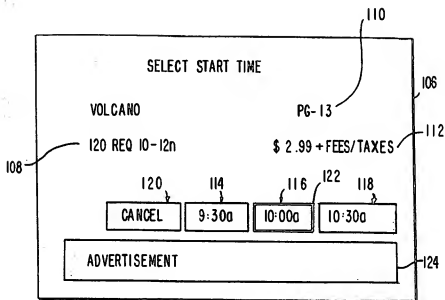 110
SELECT START TIME
106
VOLCANO PG-13
108 120 REQ 10-12n $ 2.99 + FEES/TAXES 112
120 114 116 122 118
CANCEL 9:30a 10:00a 10:30a
ADVERTISEMENT 124